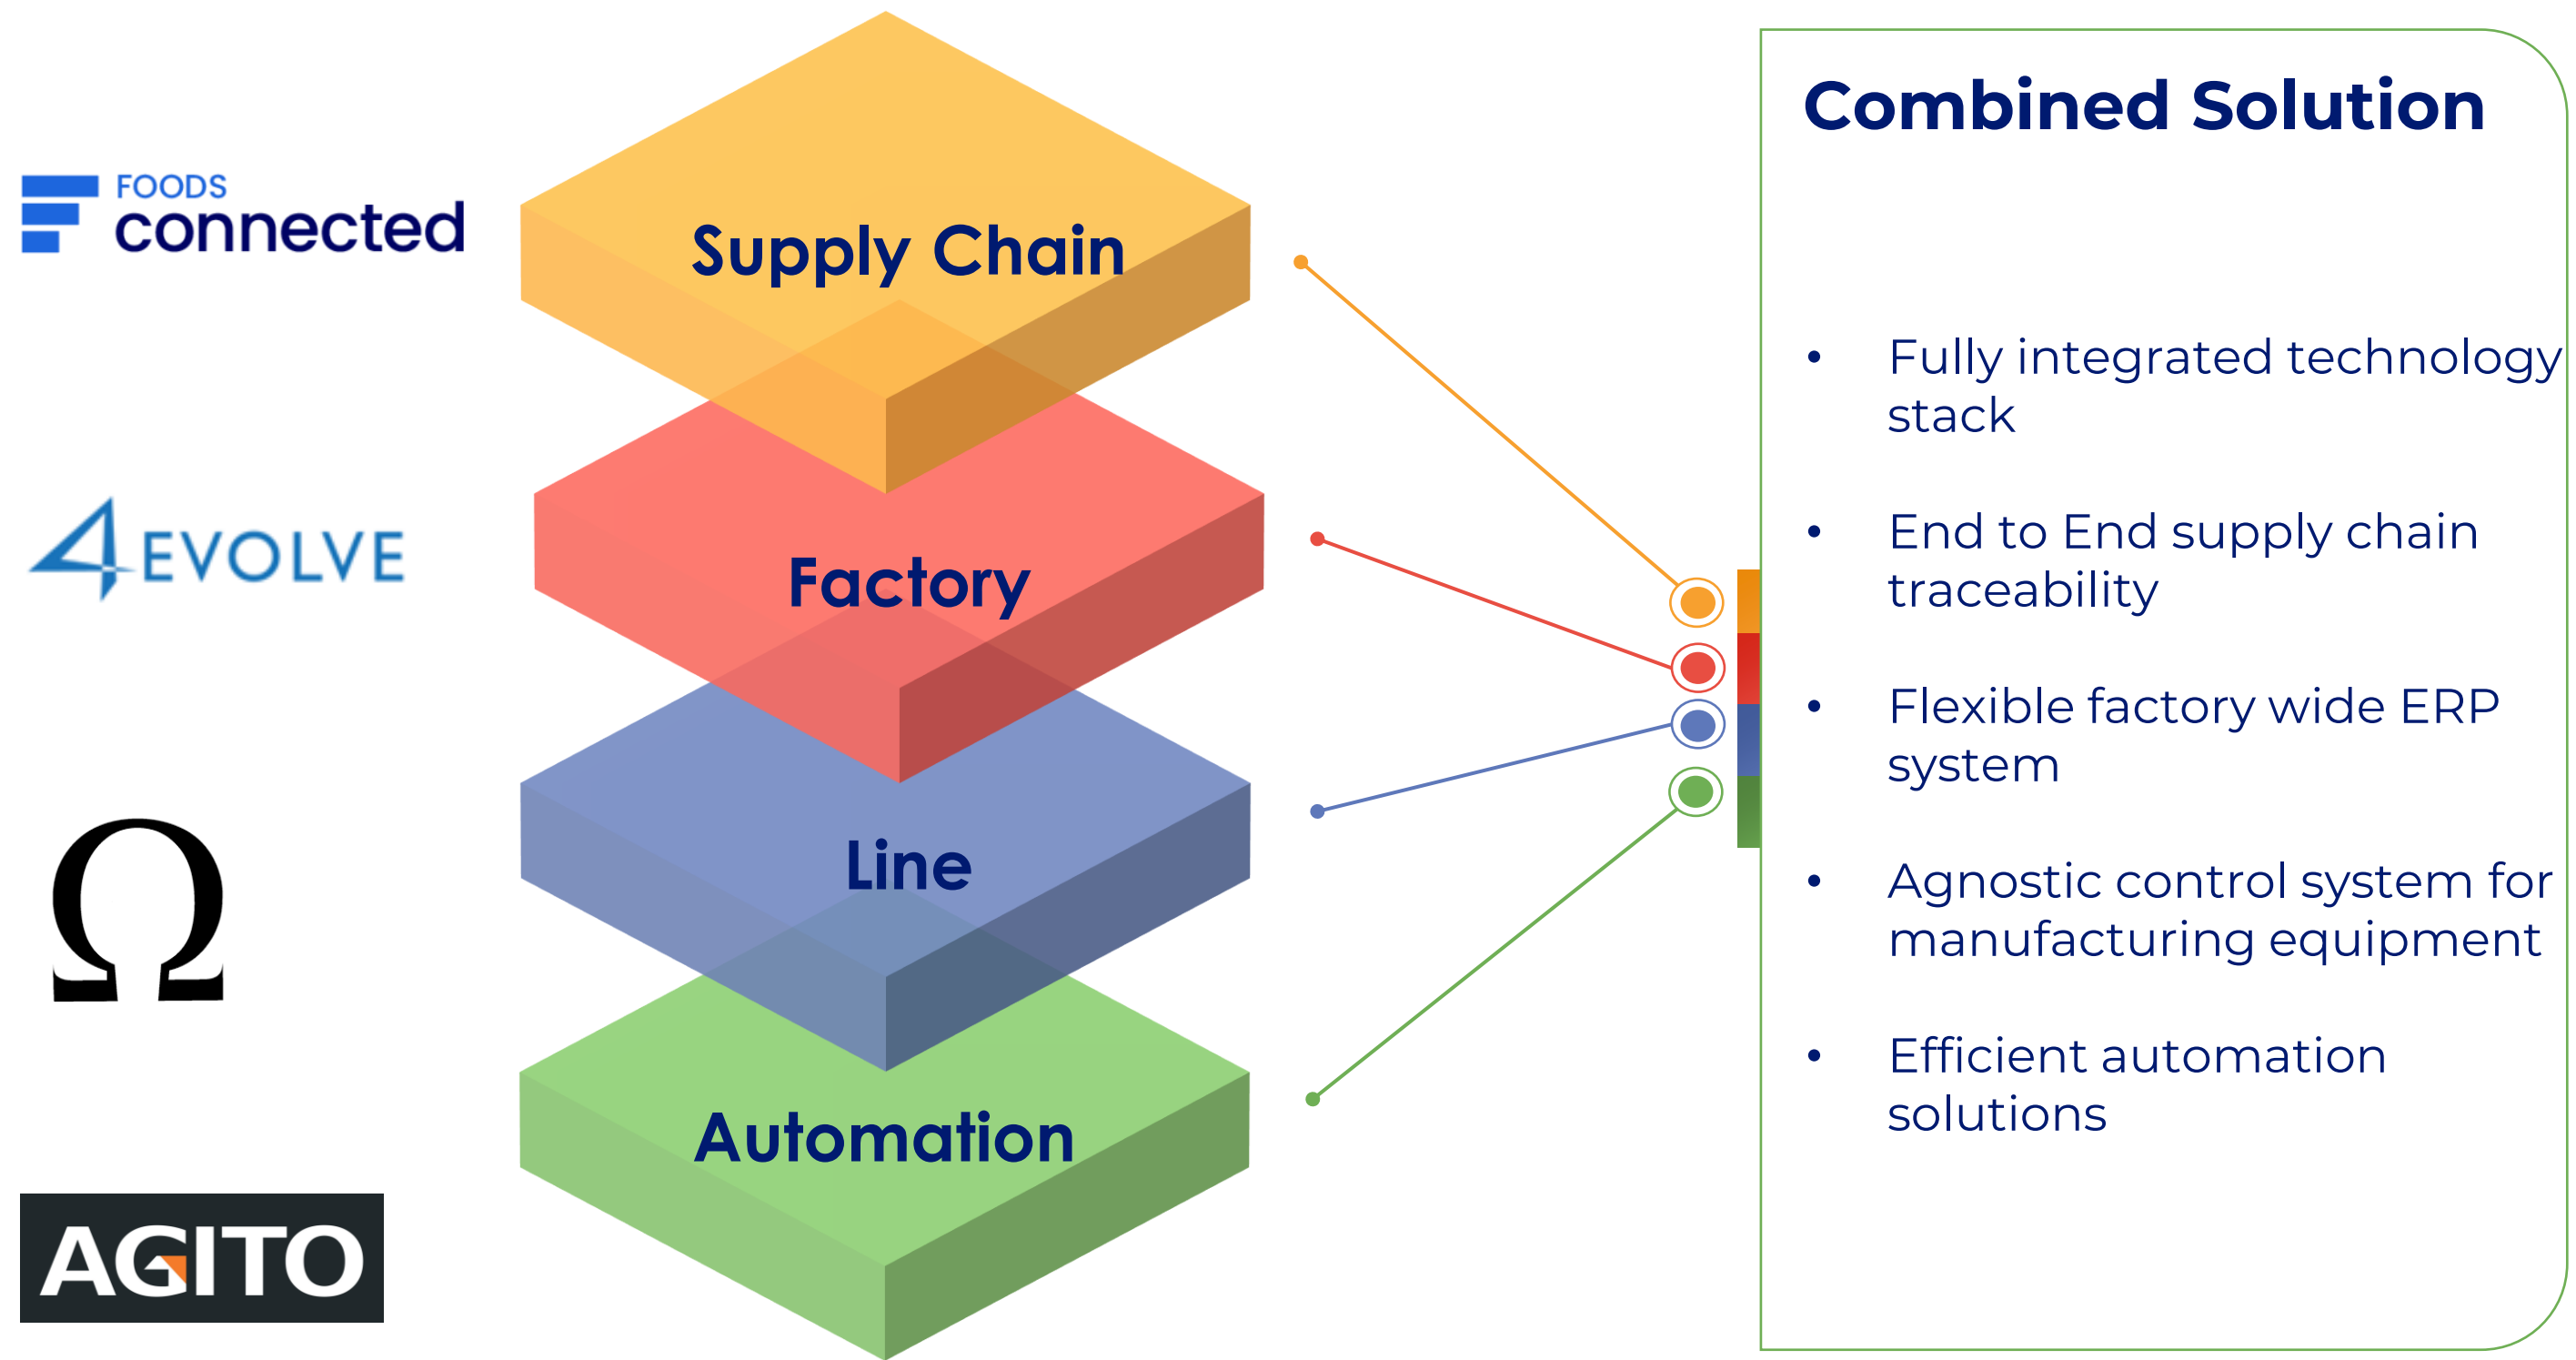 FOODS
connected
Supply Chain
4EVOLVE
Factory
Ω
Line
AGITO
Automation
Combined Solution
• Fully integrated technology
stack
• End to End supply chain
traceability
• Flexible factory wide ERP
system
• Agnostic control system for
manufacturing equipment
• Efficient automation
solutions